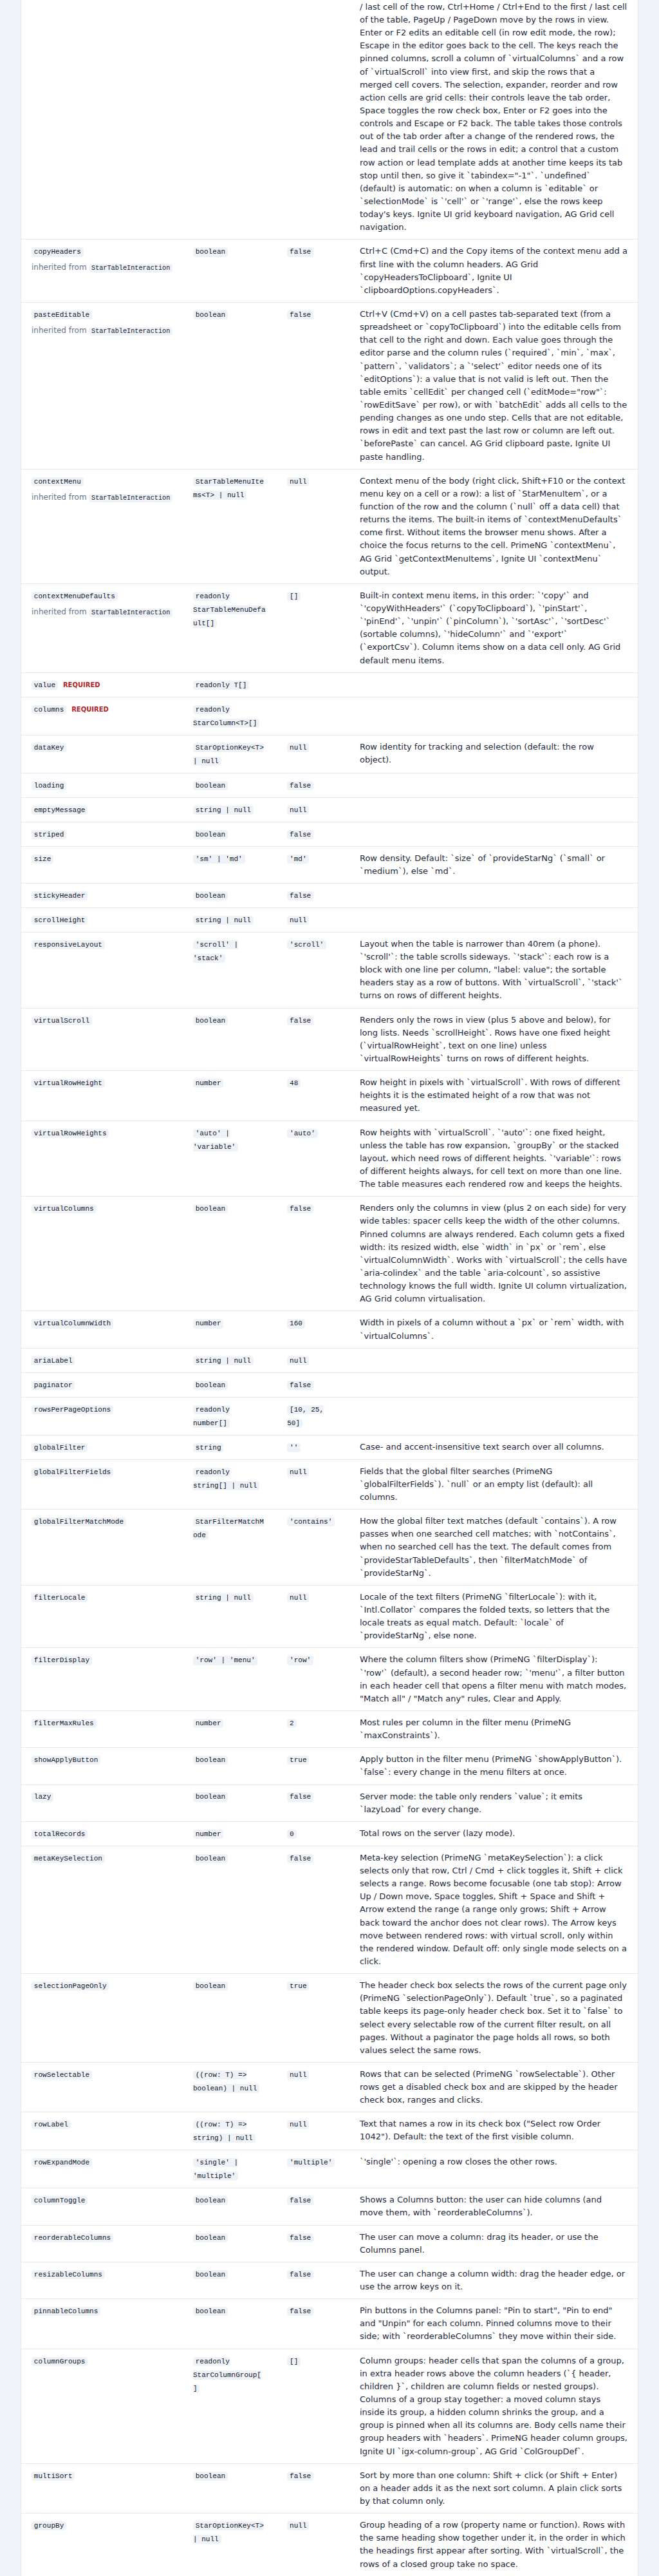 / last cell of the row, Ctrl+Home / Ctrl+End to the first / last cell
of the table, PageUp / PageDown move by the rows in view.
Enter or F2 edits an editable cell (in row edit mode, the row);
Escape in the editor goes back to the cell. The keys reach the
pinned columns, scroll a column of `virtualColumns` and a row
of `virtualScroll` into view first, and skip the rows that a
merged cell covers. The selection, expander, reorder and row
action cells are grid cells: their controls leave the tab order,
Space toggles the row check box, Enter or F2 goes into the
controls and Escape or F2 back. The table takes those controls
out of the tab order after a change of the rendered rows, the
lead and trail cells or the rows in edit; a control that a custom
row action or lead template adds at another time keeps its tab
stop until then, so give it `tabindex="-1"`. `undefined`
(default) is automatic: on when a column is `editable` or
`selectionMode` is `'cell'` or `'range'`, else the rows keep
today's keys. Ignite UI grid keyboard navigation, AG Grid cell
navigation.
copyHeaders boolean false Ctrl+C (Cmd+C) and the Copy items of the context menu add a
inherited from StarTableInteraction first line with the column headers. AG Grid
`copyHeadersToClipboard`, Ignite UI
`clipboardOptions.copyHeaders`.
pasteEditable boolean false Ctrl+V (Cmd+V) on a cell pastes tab-separated text (from a
inherited from StarTableInteraction spreadsheet or `copyToClipboard`) into the editable cells from
that cell to the right and down. Each value goes through the
editor parse and the column rules (`required`, `min`, `max`,
`pattern`, `validators`; a `'select'` editor needs one of its
`editOptions`): a value that is not valid is left out. Then the
table emits `cellEdit` per changed cell (`editMode="row"`:
`rowEditSave` per row), or with `batchEdit` adds all cells to the
pending changes as one undo step. Cells that are not editable,
rows in edit and text past the last row or column are left out.
`beforePaste` can cancel. AG Grid clipboard paste, Ignite UI
paste handling.
contextMenu StarTableMenuIte null Context menu of the body (right click, Shift+F10 or the context
inherited from StarTableInteraction ms<T> | null menu key on a cell or a row): a list of `StarMenuItem`, or a
function of the row and the column (`null` off a data cell) that
returns the items. The built-in items of `contextMenuDefaults`
come first. Without items the browser menu shows. After a
choice the focus returns to the cell. PrimeNG `contextMenu`,
AG Grid `getContextMenuItems`, Ignite UI `contextMenu`
output.
contextMenuDefaults readonly [] Built-in context menu items, in this order: `'copy'` and
inherited from StarTableInteraction StarTableMenuDefa `'copyWithHeaders'` (`copyToClipboard`), `'pinStart'`,
ult[] `'pinEnd'`, `'unpin'` (`pinColumn`), `'sortAsc'`, `'sortDesc'`
(sortable columns), `'hideColumn'` and `'export'`
(`exportCsv`). Column items show on a data cell only. AG Grid
default menu items.
value REQUIRED readonly T[]
columns REQUIRED readonly
StarColumn<T>[]
dataKey StarOptionKey<T> null Row identity for tracking and selection (default: the row
| null object).
loading boolean false
emptyMessage string | null null
striped boolean false
size 'sm' | 'md' 'md' Row density. Default: `size` of `provideStarNg` (`small` or
`medium`), else `md`.
stickyHeader boolean false
scrollHeight string | null null
responsiveLayout 'scroll' | 'scroll' Layout when the table is narrower than 40rem (a phone).
'stack' `'scroll'`: the table scrolls sideways. `'stack'`: each row is a
block with one line per column, "label: value"; the sortable
headers stay as a row of buttons. With `virtualScroll`, `'stack'`
turns on rows of different heights.
virtualScroll boolean false Renders only the rows in view (plus 5 above and below), for
long lists. Needs `scrollHeight`. Rows have one fixed height
(`virtualRowHeight`, text on one line) unless
`virtualRowHeights` turns on rows of different heights.
virtualRowHeight number 48 Row height in pixels with `virtualScroll`. With rows of different
heights it is the estimated height of a row that was not
measured yet.
virtualRowHeights 'auto' | 'auto' Row heights with `virtualScroll`. `'auto'`: one fixed height,
'variable' unless the table has row expansion, `groupBy` or the stacked
layout, which need rows of different heights. `'variable'`: rows
of different heights always, for cell text on more than one line.
The table measures each rendered row and keeps the heights.
virtualColumns boolean false Renders only the columns in view (plus 2 on each side) for very
wide tables: spacer cells keep the width of the other columns.
Pinned columns are always rendered. Each column gets a fixed
width: its resized width, else `width` in `px` or `rem`, else
`virtualColumnWidth`. Works with `virtualScroll`; the cells have
`aria-colindex` and the table `aria-colcount`, so assistive
technology knows the full width. Ignite UI column virtualization,
AG Grid column virtualisation.
virtualColumnWidth number 160 Width in pixels of a column without a `px` or `rem` width, with
`virtualColumns`.
ariaLabel string | null null
paginator boolean false
rowsPerPageOptions readonly [10, 25,
number[] 50]
globalFilter string '' Case- and accent-insensitive text search over all columns.
globalFilterFields readonly null Fields that the global filter searches (PrimeNG
string[] | null `globalFilterFields`). `null` or an empty list (default): all
columns.
globalFilterMatchMode StarFilterMatchM 'contains' How the global filter text matches (default `contains`). A row
ode passes when one searched cell matches; with `notContains`,
when no searched cell has the text. The default comes from
`provideStarTableDefaults`, then `filterMatchMode` of
`provideStarNg`.
filterLocale string | null null Locale of the text filters (PrimeNG `filterLocale`): with it,
`Intl.Collator` compares the folded texts, so letters that the
locale treats as equal match. Default: `locale` of
`provideStarNg`, else none.
filterDisplay 'row' | 'menu' 'row' Where the column filters show (PrimeNG `filterDisplay`):
`'row'` (default), a second header row; `'menu'`, a filter button
in each header cell that opens a filter menu with match modes,
"Match all" / "Match any" rules, Clear and Apply.
filterMaxRules number 2 Most rules per column in the filter menu (PrimeNG
`maxConstraints`).
showApplyButton boolean true Apply button in the filter menu (PrimeNG `showApplyButton`).
`false`: every change in the menu filters at once.
lazy boolean false Server mode: the table only renders `value`; it emits
`lazyLoad` for every change.
totalRecords number 0 Total rows on the server (lazy mode).
metaKeySelection boolean false Meta-key selection (PrimeNG `metaKeySelection`): a click
selects only that row, Ctrl / Cmd + click toggles it, Shift + click
selects a range. Rows become focusable (one tab stop): Arrow
Up / Down move, Space toggles, Shift + Space and Shift +
Arrow extend the range (a range only grows; Shift + Arrow
back toward the anchor does not clear rows). The Arrow keys
move between rendered rows: with virtual scroll, only within
the rendered window. Default off: only single mode selects on a
click.
selectionPageOnly boolean true The header check box selects the rows of the current page only
(PrimeNG `selectionPageOnly`). Default `true`, so a paginated
table keeps its page-only header check box. Set it to `false` to
select every selectable row of the current filter result, on all
pages. Without a paginator the page holds all rows, so both
values select the same rows.
rowSelectable ((row: T) => null Rows that can be selected (PrimeNG `rowSelectable`). Other
boolean) | null rows get a disabled check box and are skipped by the header
check box, ranges and clicks.
rowLabel ((row: T) => null Text that names a row in its check box ("Select row Order
string) | null 1042"). Default: the text of the first visible column.
rowExpandMode 'single' | 'multiple' `'single'`: opening a row closes the other rows.
'multiple'
columnToggle boolean false Shows a Columns button: the user can hide columns (and
move them, with `reorderableColumns`).
reorderableColumns boolean false The user can move a column: drag its header, or use the
Columns panel.
resizableColumns boolean false The user can change a column width: drag the header edge, or
use the arrow keys on it.
pinnableColumns boolean false Pin buttons in the Columns panel: "Pin to start", "Pin to end"
and "Unpin" for each column. Pinned columns move to their
side; with `reorderableColumns` they move within their side.
columnGroups readonly [] Column groups: header cells that span the columns of a group,
StarColumnGroup[ in extra header rows above the column headers (`{ header,
] children }`, children are column fields or nested groups).
Columns of a group stay together: a moved column stays
inside its group, a hidden column shrinks the group, and a
group is pinned when all its columns are. Body cells name their
group headers with `headers`. PrimeNG header column groups,
Ignite UI `igx-column-group`, AG Grid `ColGroupDef`.
multiSort boolean false Sort by more than one column: Shift + click (or Shift + Enter)
on a header adds it as the next sort column. A plain click sorts
by that column only.
groupBy StarOptionKey<T> null Group heading of a row (property name or function). Rows with
| null the same heading show together under it, in the order in which
the headings first appear after sorting. With `virtualScroll`, the
rows of a closed group take no space.